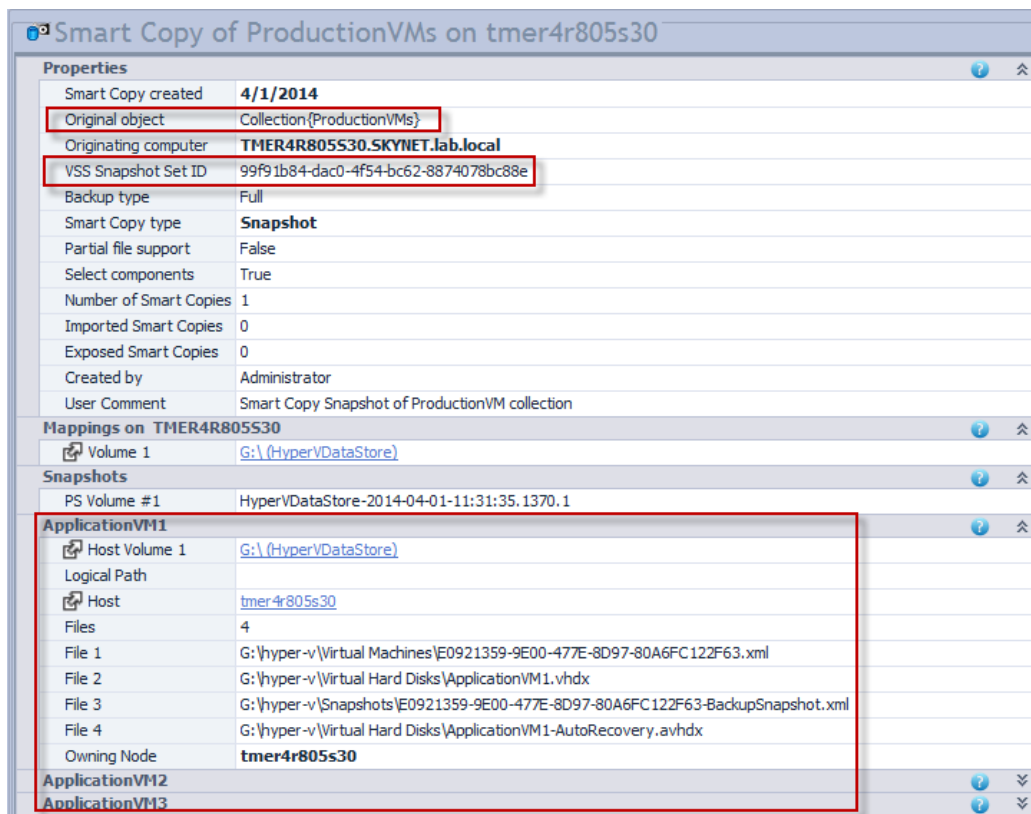 Smart Copy of ProductionVMs on tmer4r805s30
Properties
Smart Copy created 4/1/2014
Original object Collection{ProductionVMs}
Originating computer TMER4R805S30.SKYNET.lab.local
VSS Snapshot Set ID 99f91b84-dac0-4f54-bc62-8874078bc88e
Backup type Full
Smart Copy type Snapshot
Partial file support False
Select components True
Number of Smart Copies 1
Imported Smart Copies 0
Exposed Smart Copies 0
Created by Administrator
User Comment Smart Copy Snapshot of ProductionVM collection
Mappings on TMER4R805S30
Volume 1 G:\ (HyperVDataStore)
Snapshots
PS Volume #1 HyperVDataStore-2014-04-01-11:31:35.1370.1
ApplicationVM1
Host Volume 1 G:\ (HyperVDataStore)
Logical Path
Host tmer4r805s30
Files 4
File 1 G:\hyper-v\Virtual Machines\E0921359-9E00-477E-8D97-80A6FC122F63.xml
File 2 G:\hyper-v\Virtual Hard Disks\ApplicationVM1.vhdx
File 3 G:\hyper-v\Snapshots\E0921359-9E00-477E-8D97-80A6FC122F63-BackupSnapshot.xml
File 4 G:\hyper-v\Virtual Hard Disks\ApplicationVM1-AutoRecovery.avhdx
Owning Node tmer4r805s30
ApplicationVM2
ApplicationVM3